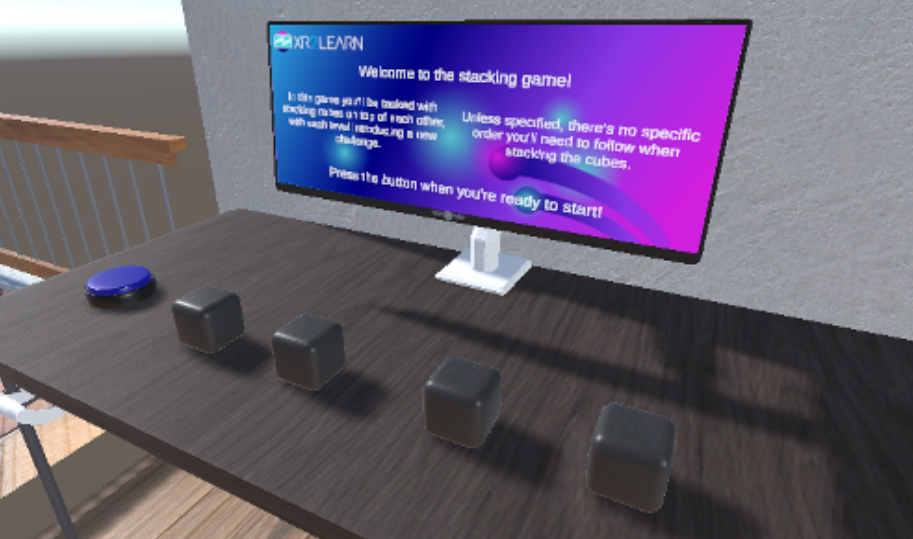 XR2LEARN
Welcome to the stacking game!
In this game you'll be tasked with
stacking cubes on top of each other,
with each level introducing a new
challenge.
Unless specified, there's no specific
order you'll need to follow when
stacking the cubes.
Press the button when you're ready to start!